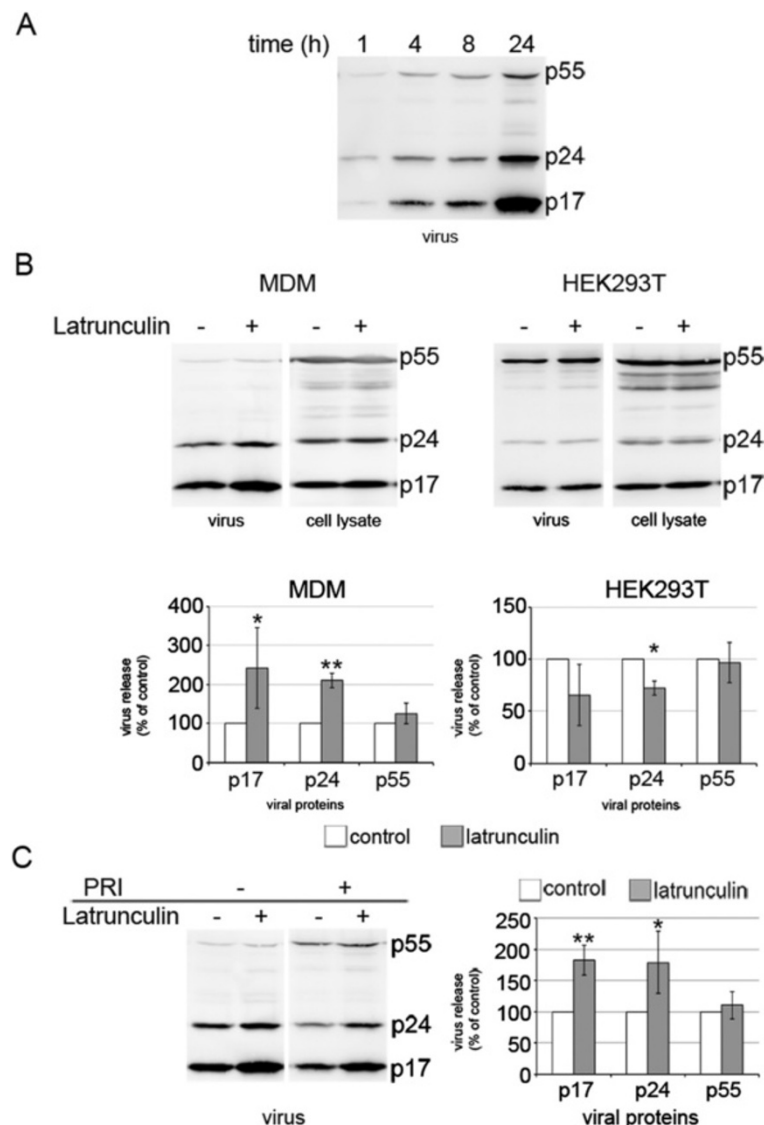 A
time (h) 1 4 8 24
p55
p24
p17
virus
B
MDM HEK293T
Latrunculin - + - + - + - +
p55 p55
p24 p24
p17 p17
virus cell lysate virus cell lysate
MDM
400
300
200
100
0
virus release
(% of control)
* **
p17 p24 p55
viral proteins
HEK293T
150
100
50
0
virus release
(% of control)
*
p17 p24 p55
viral proteins
control latrunculin
C
PRI - +
Latrunculin - + - +
p55
p24
p17
virus
control latrunculin
250
200
150
100
50
0
virus release
(% of control)
** *
p17 p24 p55
viral proteins